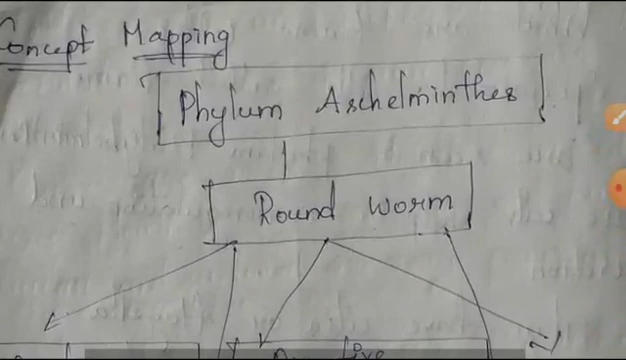 Concept Mapping
Phylum Aschelminthes
Round worm